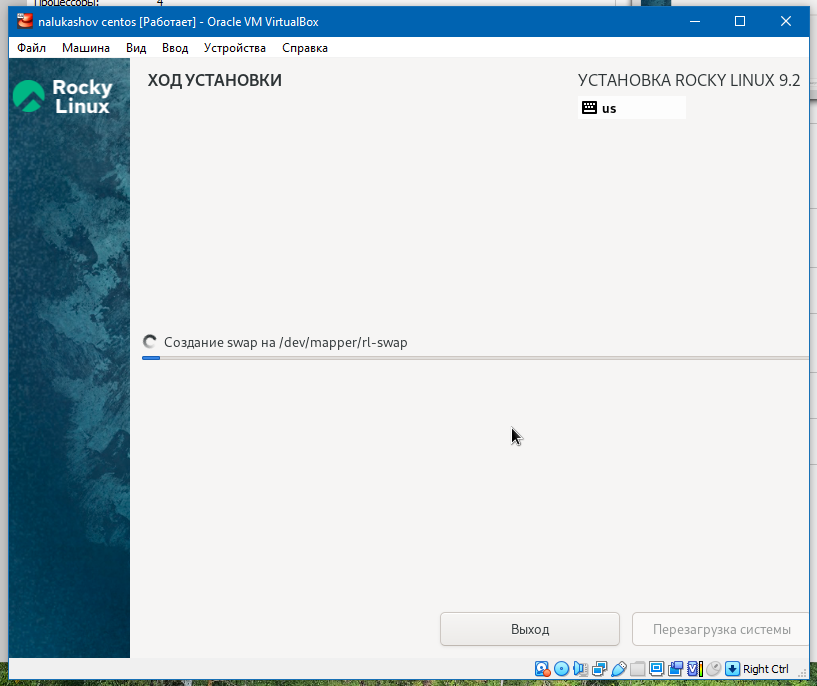 Процессоры: 4
nalukashov centos [Работает] - Oracle VM VirtualBox
Файл Машина Вид Ввод Устройства Справка
Rocky
Linux
ХОД УСТАНОВКИ
УСТАНОВКА ROCKY LINUX 9.2
us
Создание swap на /dev/mapper/rl-swap
Выход
Перезагрузка системы
Right Ctrl